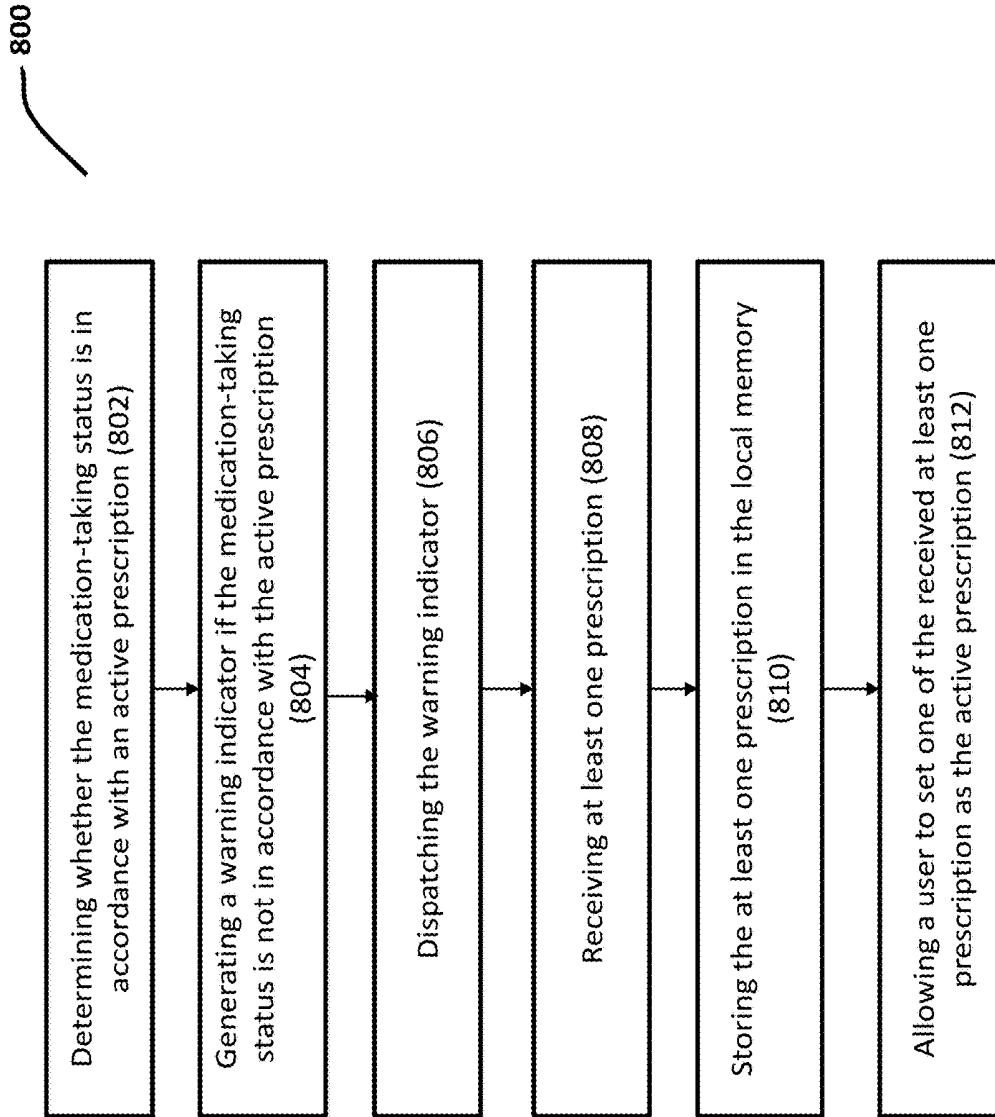 800
Determining whether the medication-taking status is in
accordance with an active prescription (802)
Generating a warning indicator if the medication-taking
status is not in accordance with the active prescription
(804)
Dispatching the warning indicator (806)
Receiving at least one prescription (808)
Storing the at least one prescription in the local memory
(810)
Allowing a user to set one of the received at least one
prescription as the active prescription (812)